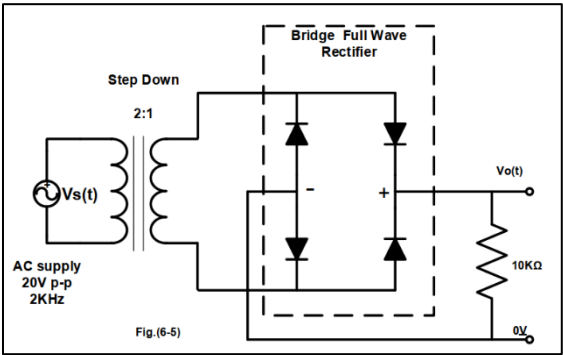 Bridge Full Wave
Rectifier
Step Down
2:1
Vs(t)
+
-
+
Vo(t)
10KΩ
AC supply
20V p-p
2KHz
Fig.(6-5)
0V